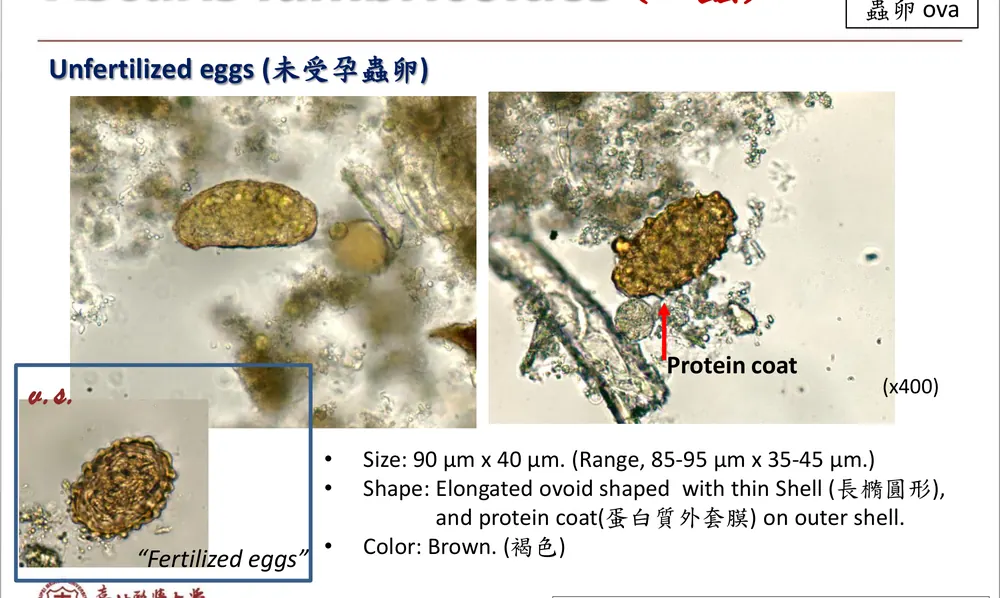 蟲卵 ova
Unfertilized eggs (未受孕蟲卵)
Protein coat
(x400)
v.s.
"Fertilized eggs"
• Size: 90 μm x 40 μm. (Range, 85-95 μm x 35-45 μm.)
• Shape: Elongated ovoid shaped with thin Shell (長橢圓形),
and protein coat(蛋白質外套膜) on outer shell.
• Color: Brown. (褐色)